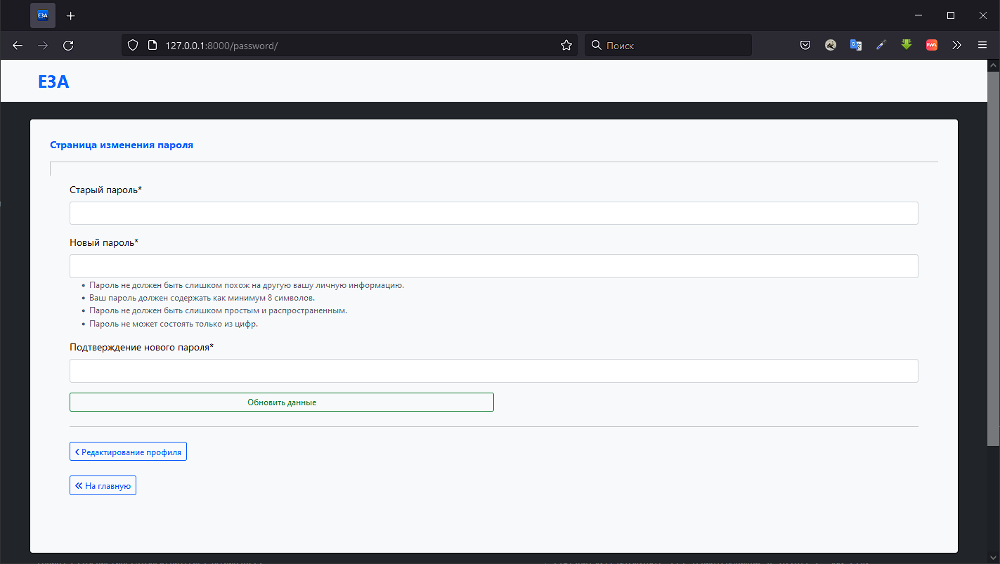 E3A
127.0.0.1:8000/password/
Поиск
E3A
Страница изменения пароля
Старый пароль*
Новый пароль*
• Пароль не должен быть слишком похож на другую вашу личную информацию.
• Ваш пароль должен содержать как минимум 8 символов.
• Пароль не должен быть слишком простым и распространенным.
• Пароль не может состоять только из цифр.
Подтверждение нового пароля*
Обновить данные
Редактирование профиля
На главную